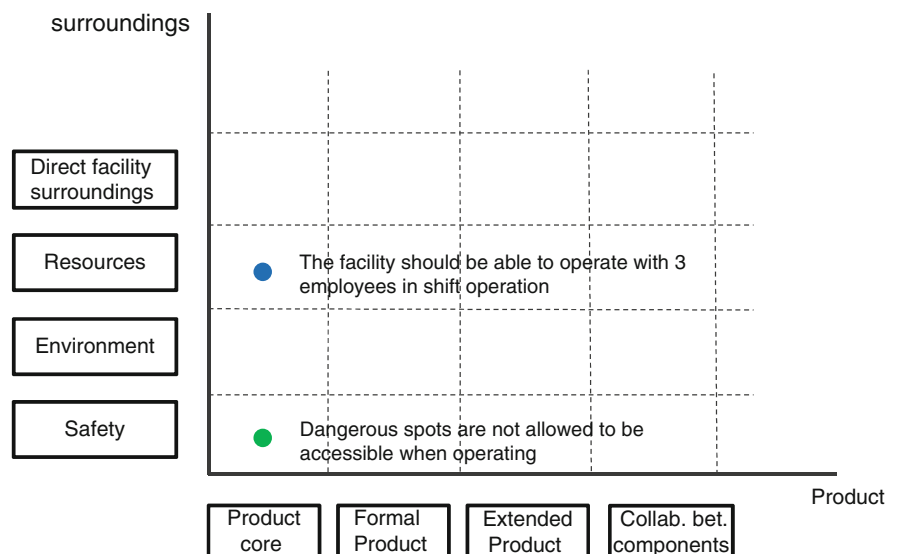 surroundings
Direct facility
surroundings
Resources
The facility should be able to operate with 3
employees in shift operation
Environment
Safety
Dangerous spots are not allowed to be
accessible when operating
Product
Product
core
Formal
Product
Extended
Product
Collab. bet.
components